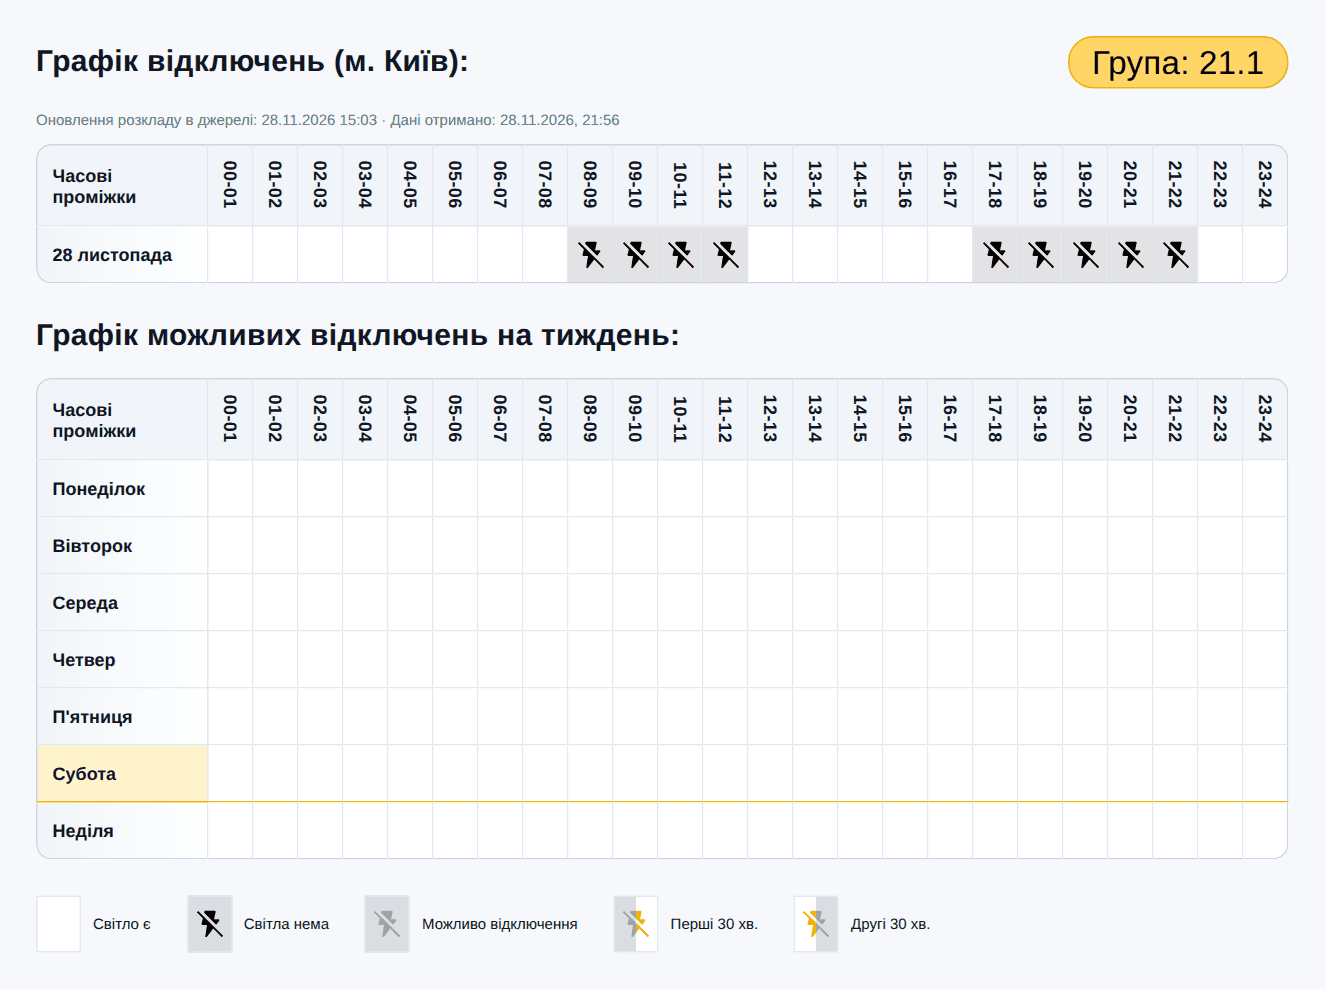 Графік відключень (м. Київ):
Група: 21.1
Оновлення розкладу в джерелі: 28.11.2026 15:03 · Дані отримано: 28.11.2026, 21:56
Часові
проміжки
00-01 01-02 02-03 03-04 04-05 05-06 06-07 07-08 08-09 09-10 10-11 11-12 12-13 13-14 14-15 15-16 16-17 17-18 18-19 19-20 20-21 21-22 22-23 23-24
28 листопада
Графік можливих відключень на тиждень:
Часові
проміжки
00-01 01-02 02-03 03-04 04-05 05-06 06-07 07-08 08-09 09-10 10-11 11-12 12-13 13-14 14-15 15-16 16-17 17-18 18-19 19-20 20-21 21-22 22-23 23-24
Понеділок
Вівторок
Середа
Четвер
П'ятниця
Субота
Неділя
Світло є
Світла нема
Можливо відключення
Перші 30 хв.
Другі 30 хв.